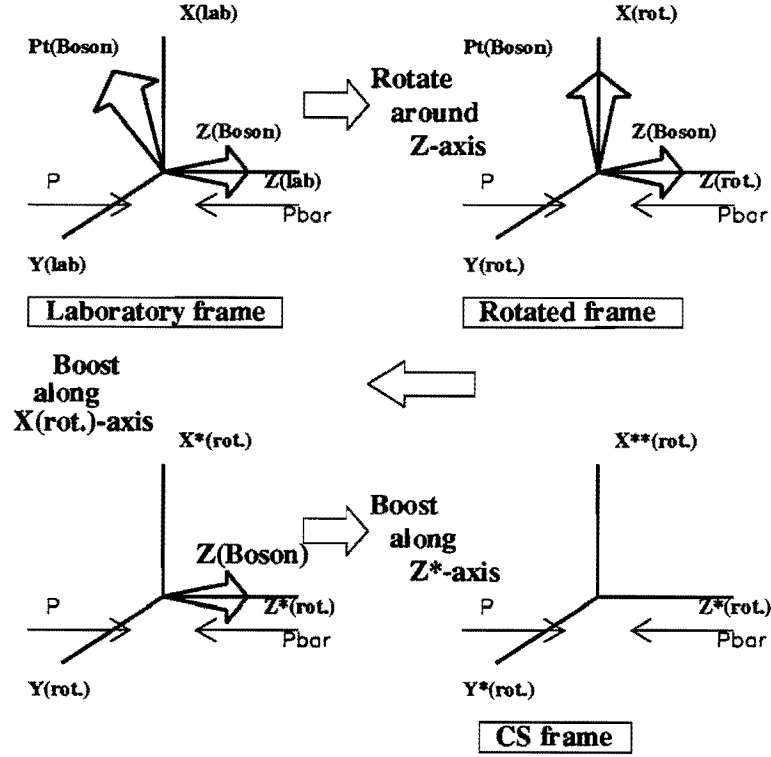 X(lab)
Pt(Boson)
Z(Boson)
Z(lab)
P
Pbar
Y(lab)
Laboratory frame
Rotate
around
Z-axis
X(rot.)
Pt(Boson)
Z(Boson)
Z(rot.)
P
Pbar
Y(rot.)
Rotated frame
Boost
along
X(rot.)-axis
X*(rot.)
Z(Boson)
Z*(rot.)
P
Pbar
Y(rot.)
Boost
along
Z*-axis
X**(rot.)
Z*(rot.)
P
Pbar
Y*(rot.)
CS frame